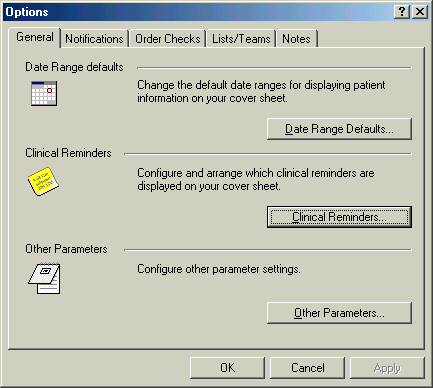 Options
General Notifications Order Checks Lists/Teams Notes
Date Range defaults
Change the default date ranges for displaying patient
information on your cover sheet.
Date Range Defaults...
Clinical Reminders
Configure and arrange which clinical reminders are
displayed on your cover sheet.
Clinical Reminders...
Other Parameters
Configure other parameter settings.
Other Parameters...
OK Cancel Apply